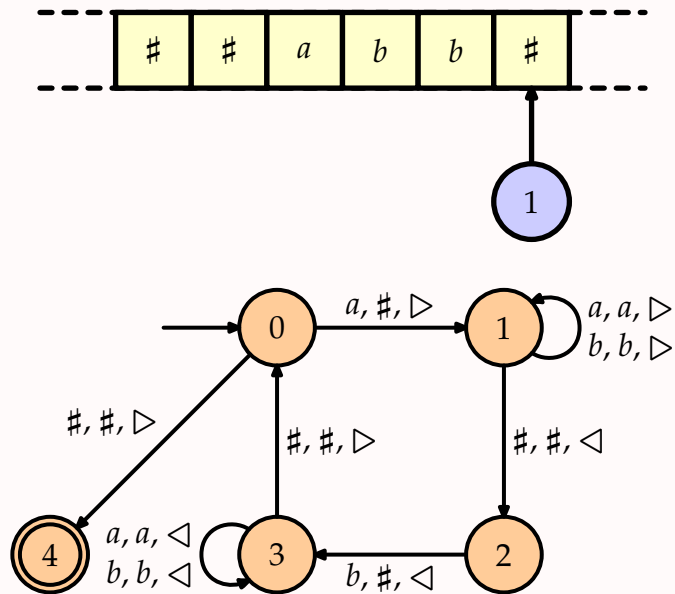 ♯ ♯ a b b ♯
1
0
a, ♯, ▷
1
a, a, ▷
b, b, ▷
♯, ♯, ▷
♯, ♯, ▷
♯, ♯, ◁
4
a, a, ◁
b, b, ◁
3
b, ♯, ◁
2